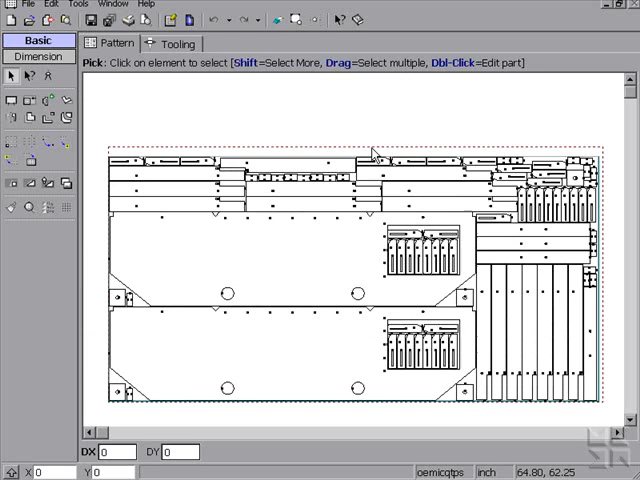 File Edit Dots Tools Window Help
Basic
Dimension
Pattern Tooling
Pick: Click on element to select [Shift=Select More, Drag=Select multiple, Dbl-Click=Edit part]
DX 0 DY 0
X 0 Y 0 oemicqtps inch 64.80, 62.25